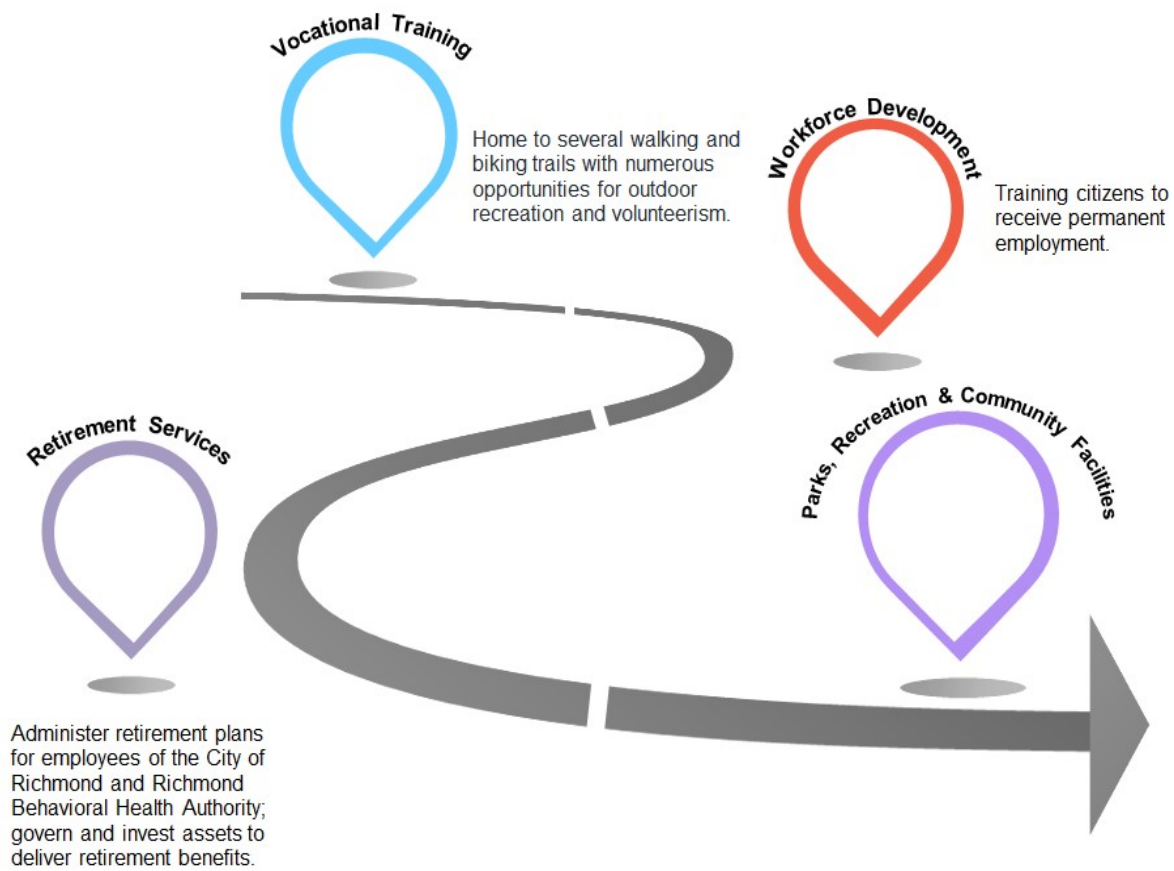 Vocational Training
Home to several walking and
biking trails with numerous
opportunities for outdoor
recreation and volunteerism.
Workforce Development
Training citizens to
receive permanent
employment.
Retirement Services
Administer retirement plans
for employees of the City of
Richmond and Richmond
Behavioral Health Authority;
govern and invest assets to
deliver retirement benefits.
Parks, Recreation & Community Facilities